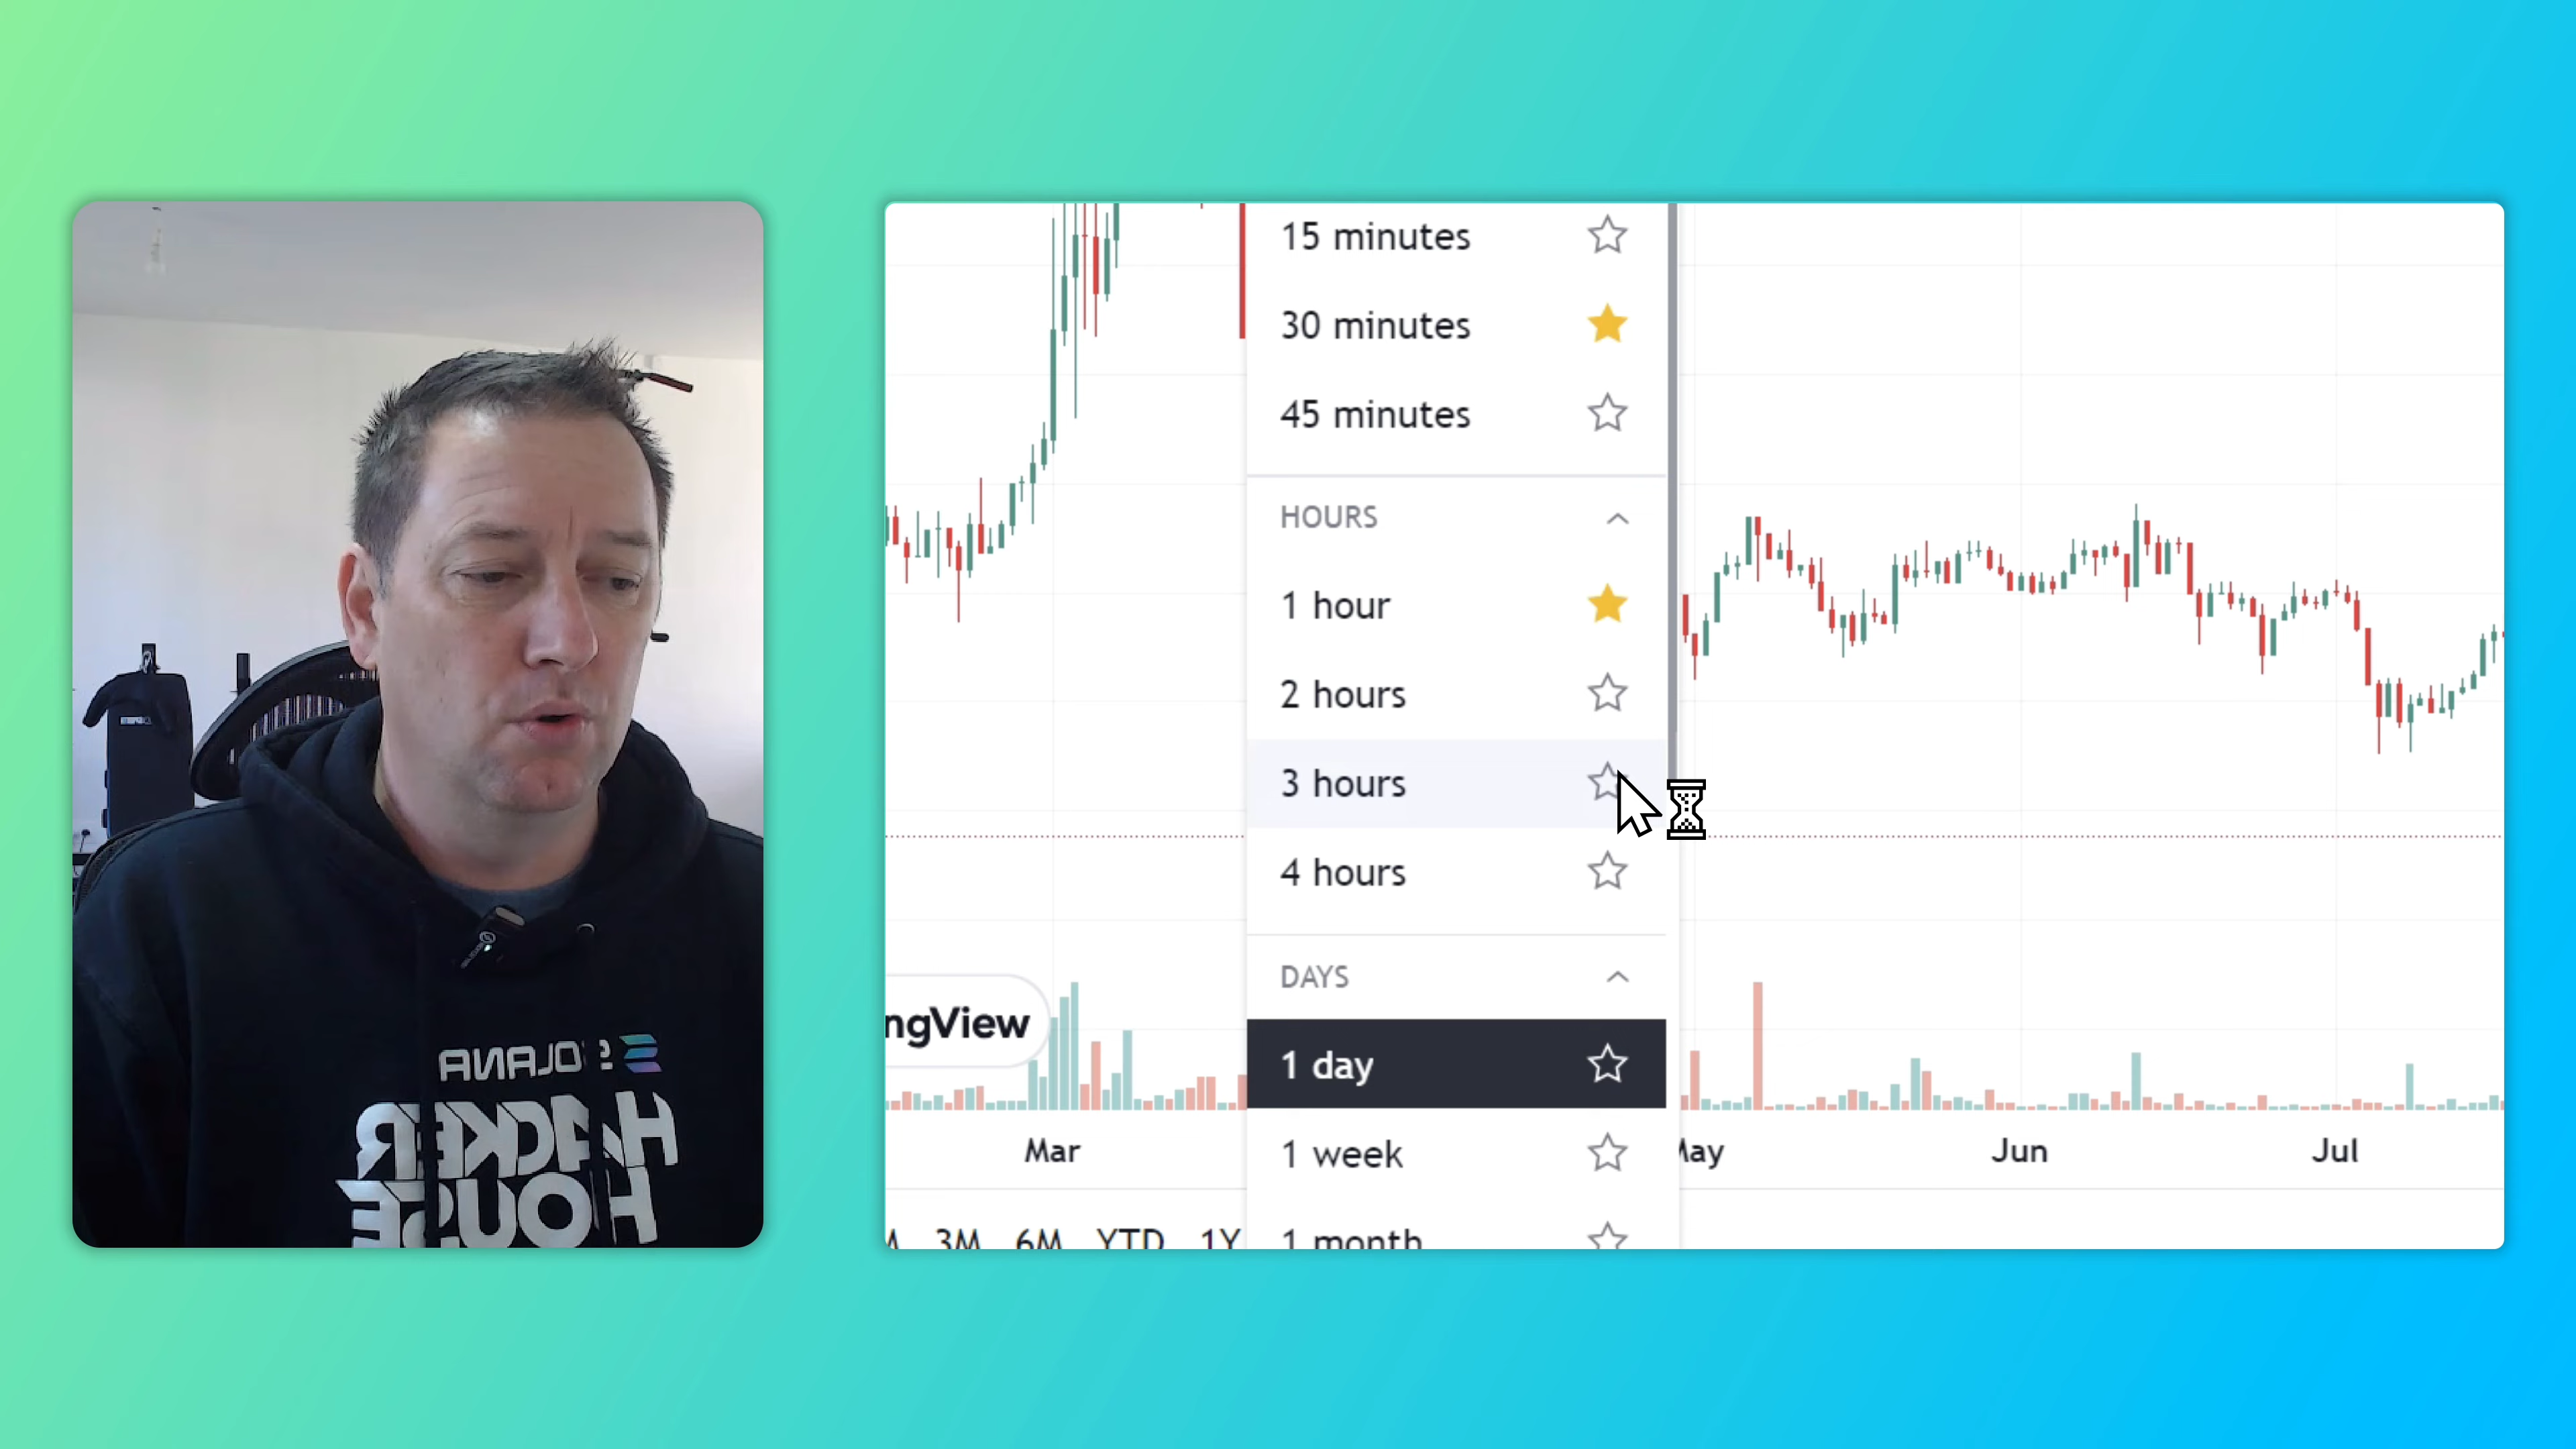 SOLANA
HACKER
HOUSE
15 minutes
30 minutes
45 minutes
HOURS
1 hour
2 hours
3 hours
4 hours
DAYS
1 day
1 week
1 month
ngView
Mar
May
Jun
Jul
3M 6M YTD 1Y